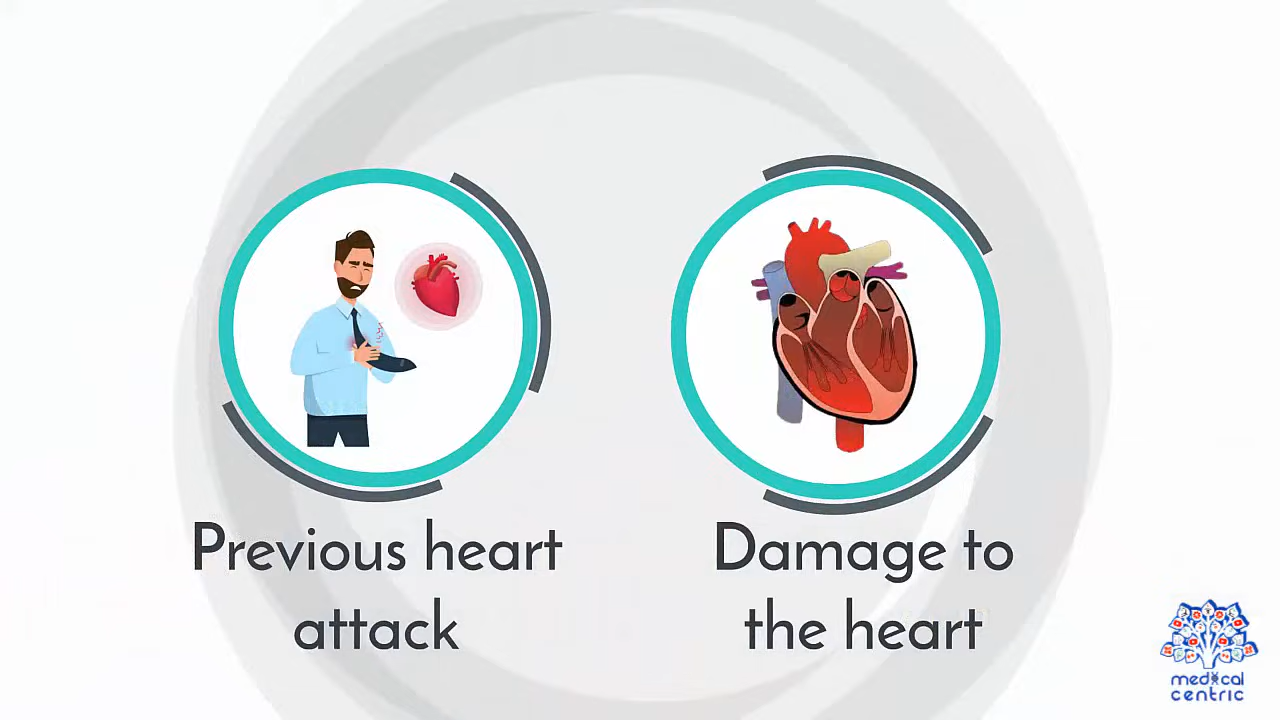 Previous heart
attack
Damage to
the heart
medical
centric